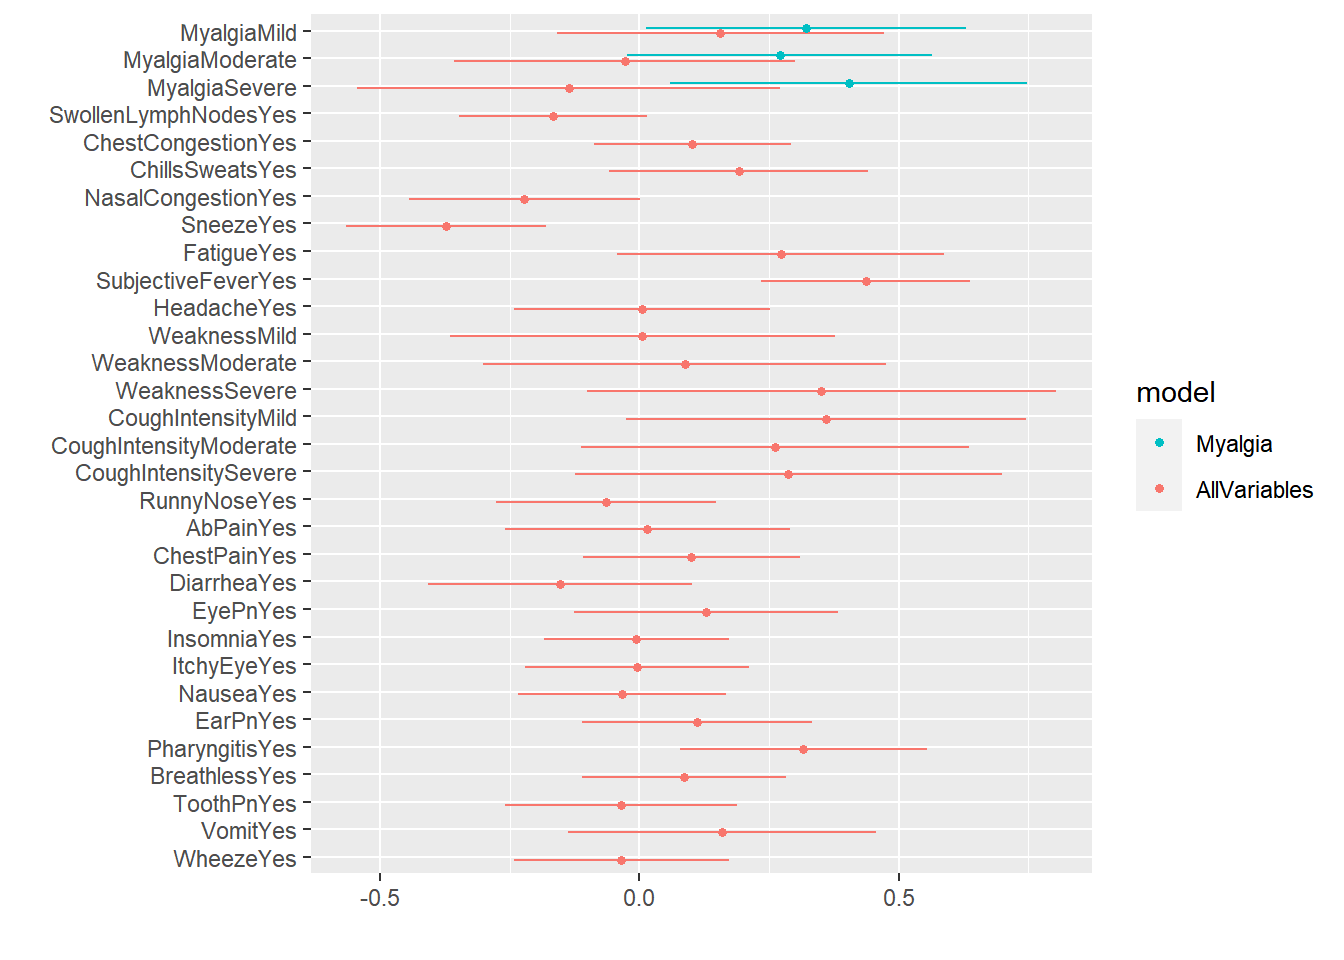 MyalgiaMild
MyalgiaModerate
MyalgiaSevere
SwollenLymphNodesYes
ChestCongestionYes
ChillsSweatsYes
NasalCongestionYes
SneezeYes
FatigueYes
SubjectiveFeverYes
HeadacheYes
WeaknessMild
WeaknessModerate
WeaknessSevere
CoughIntensityMild
CoughIntensityModerate
CoughIntensitySevere
RunnyNoseYes
AbPainYes
ChestPainYes
DiarrheaYes
EyePnYes
InsomniaYes
ItchyEyeYes
NauseaYes
EarPnYes
PharyngitisYes
BreathlessYes
ToothPnYes
VomitYes
WheezeYes
-0.5 0.0 0.5
model
Myalgia
AllVariables